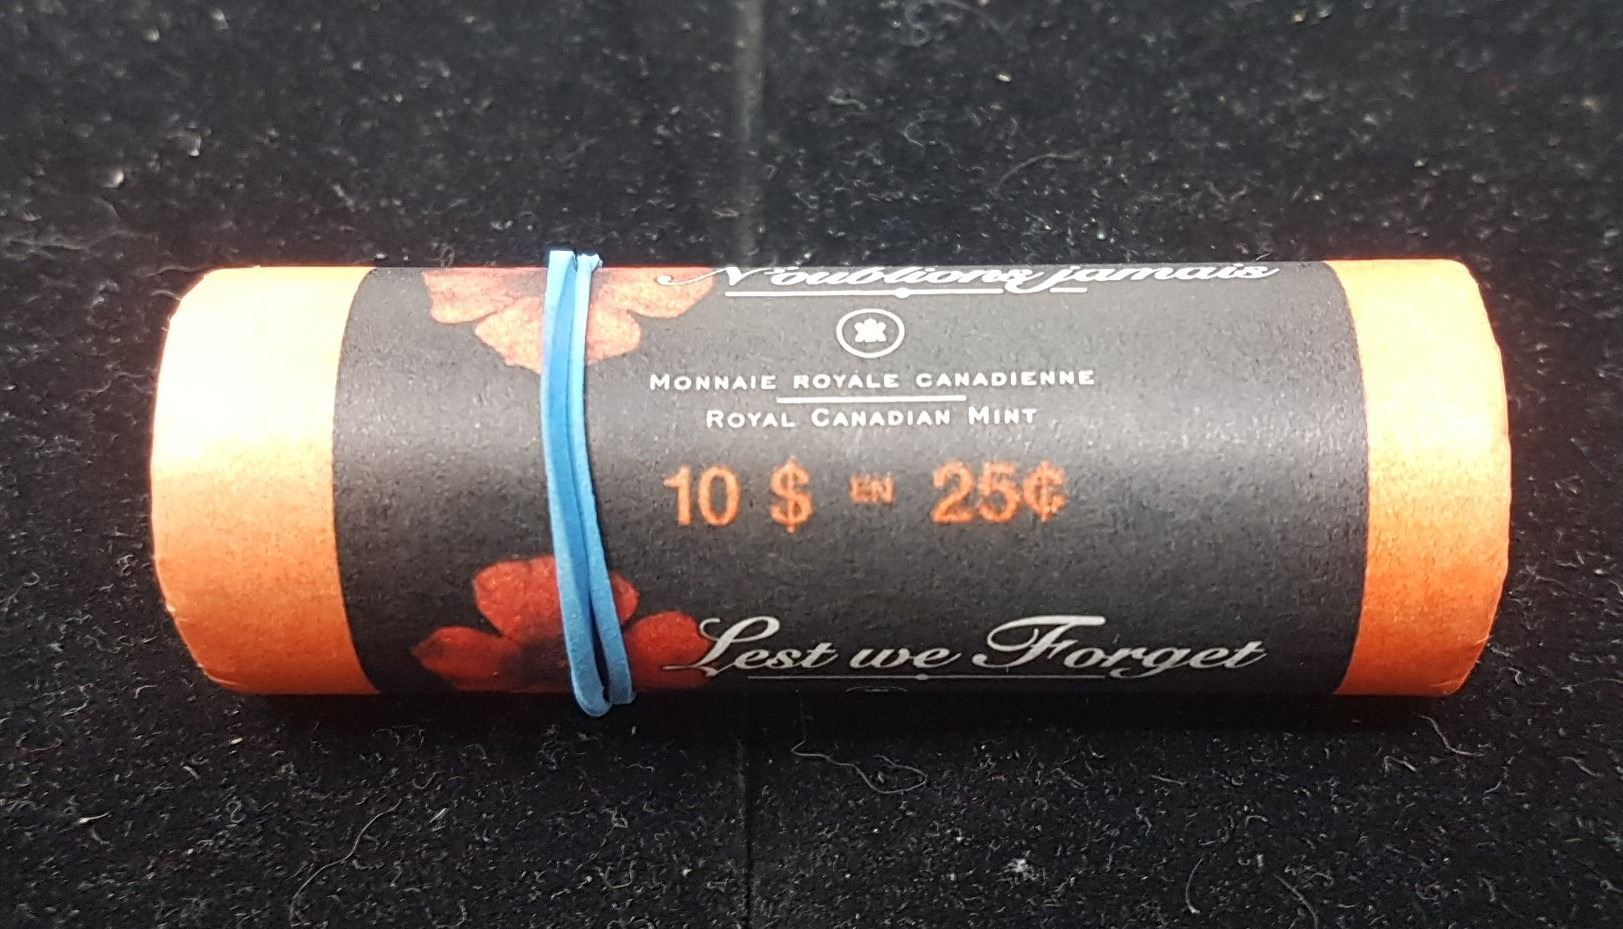 N'oublions jamais
MONNAIE ROYALE CANADIENNE
ROYAL CANADIAN MINT
10 $ EN 25¢
Lest we Forget